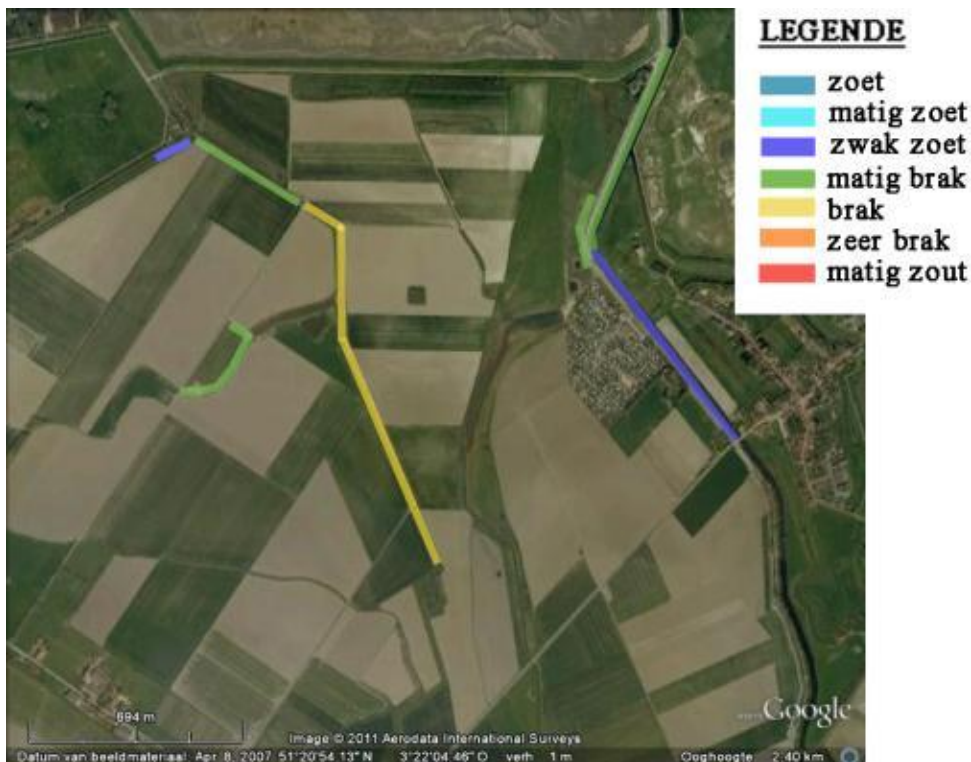 LEGENDE
zoet
matig zoet
zwak zoet
matig brak
brak
zeer brak
matig zout
694 m
Image © 2011 Aerodata International Surveys
Google
Datum van beeldmateriaal: Apr. 8, 2007 51°20'54.13" N 3°22'04.46" O verh 1 m Ooghoogte 2.40 km